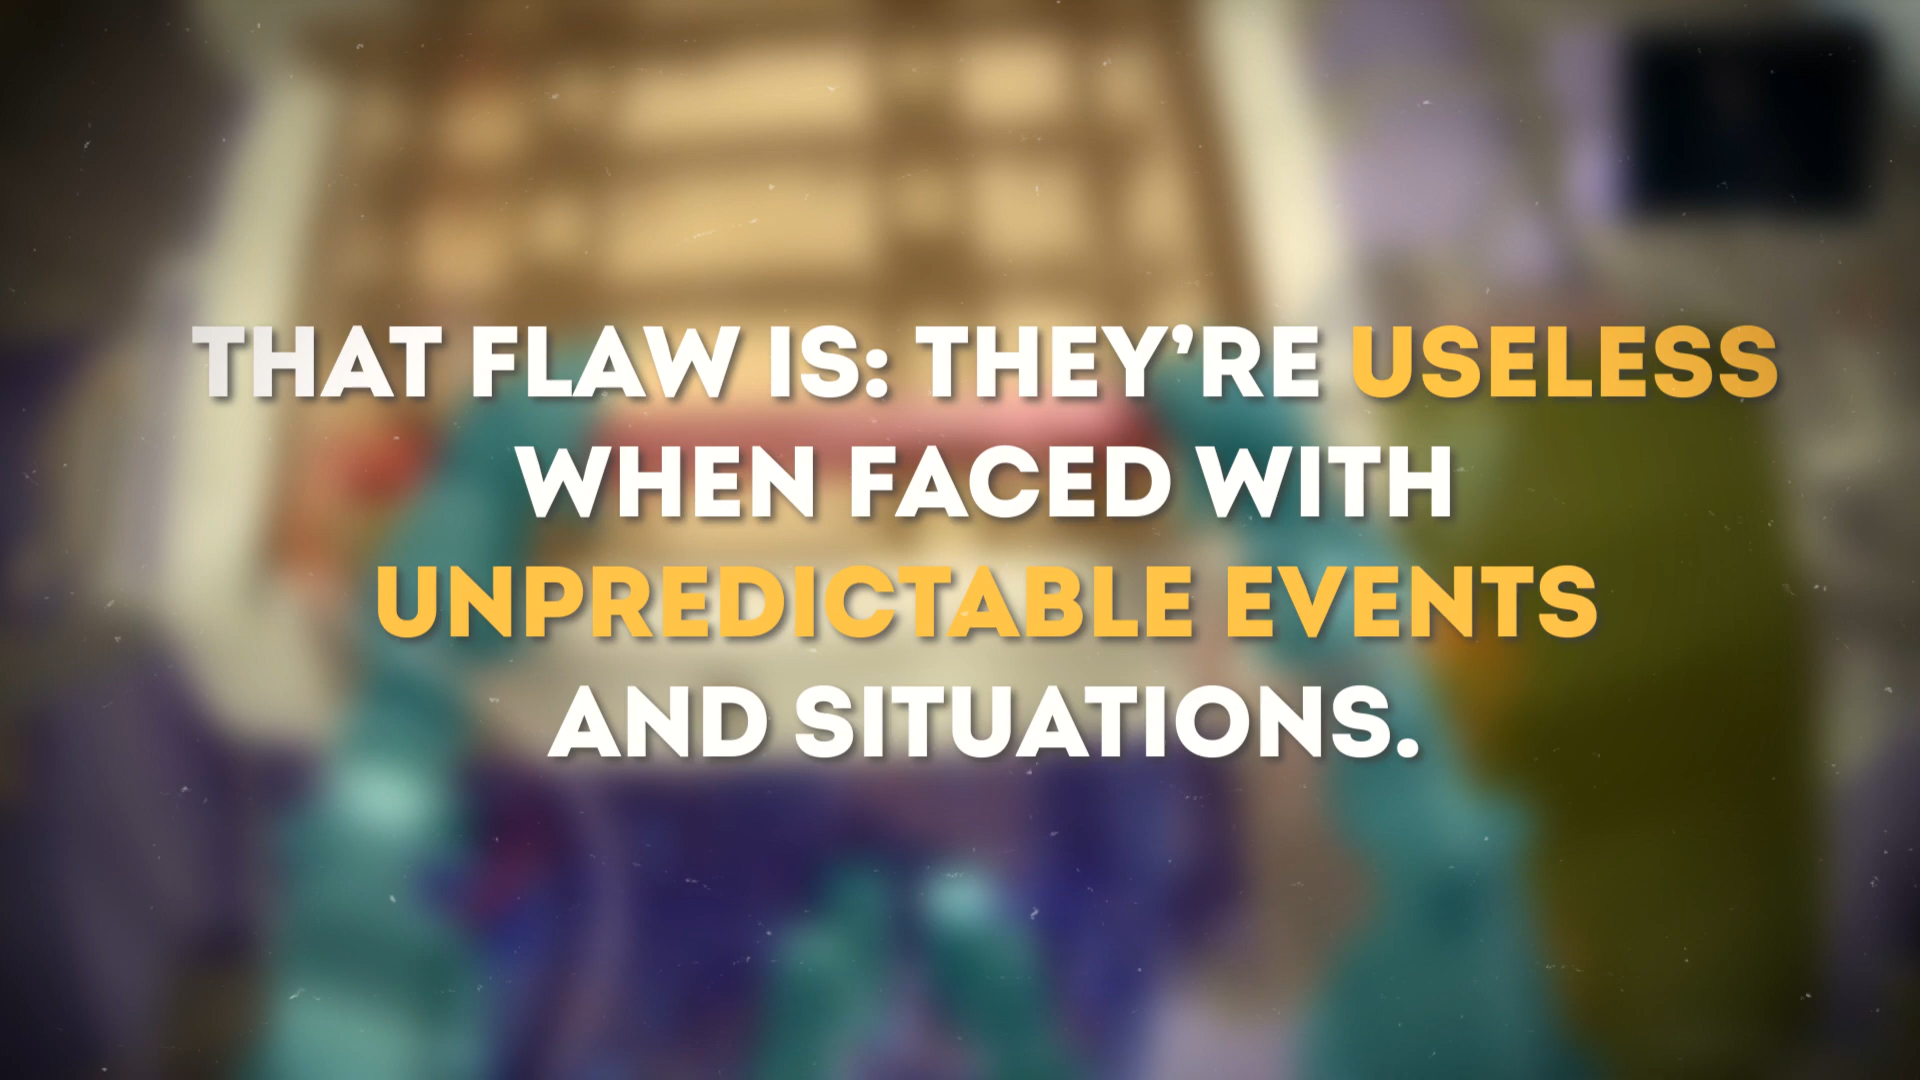 THAT FLAW IS: THEY’RE USELESS
WHEN FACED WITH
UNPREDICTABLE EVENTS
AND SITUATIONS.